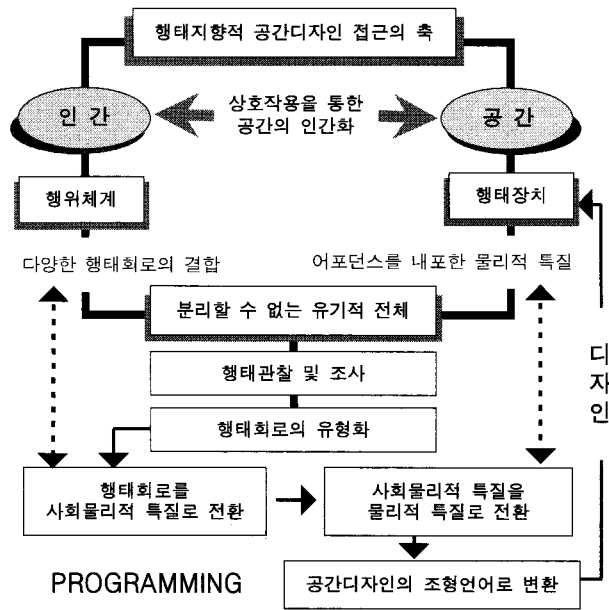 행태지향적 공간디자인 접근의 축
인 간
상호작용을 통한
공간의 인간화
공 간
행위체계
행태장치
다양한 행태회로의 결합
어포던스를 내포한 물리적 특질
분리할 수 없는 유기적 전체
행태관찰 및 조사
행태회로의 유형화
디
자
인
행태회로를
사회물리적 특질로 전환
사회물리적 특질을
물리적 특질로 전환
PROGRAMMING
공간디자인의 조형언어로 변환